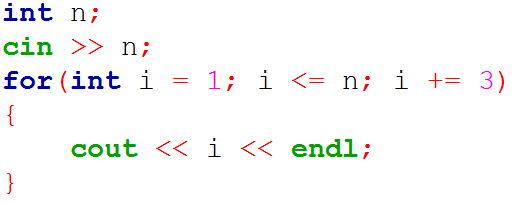 int n;
cin >> n;
for(int i = 1; i <= n; i += 3)
{
    cout << i << endl;
}